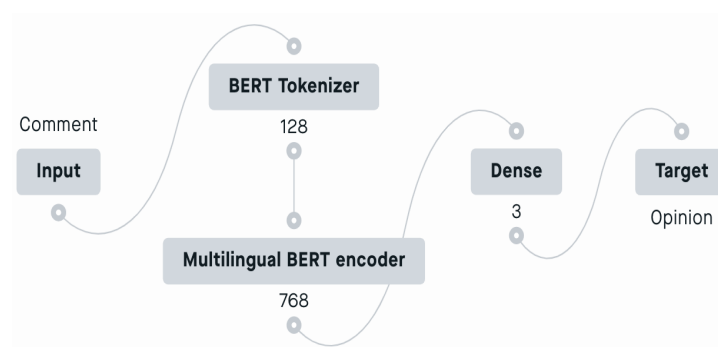 Comment
Input
BERT Tokenizer
128
Multilingual BERT encoder
768
Dense
3
Target
Opinion